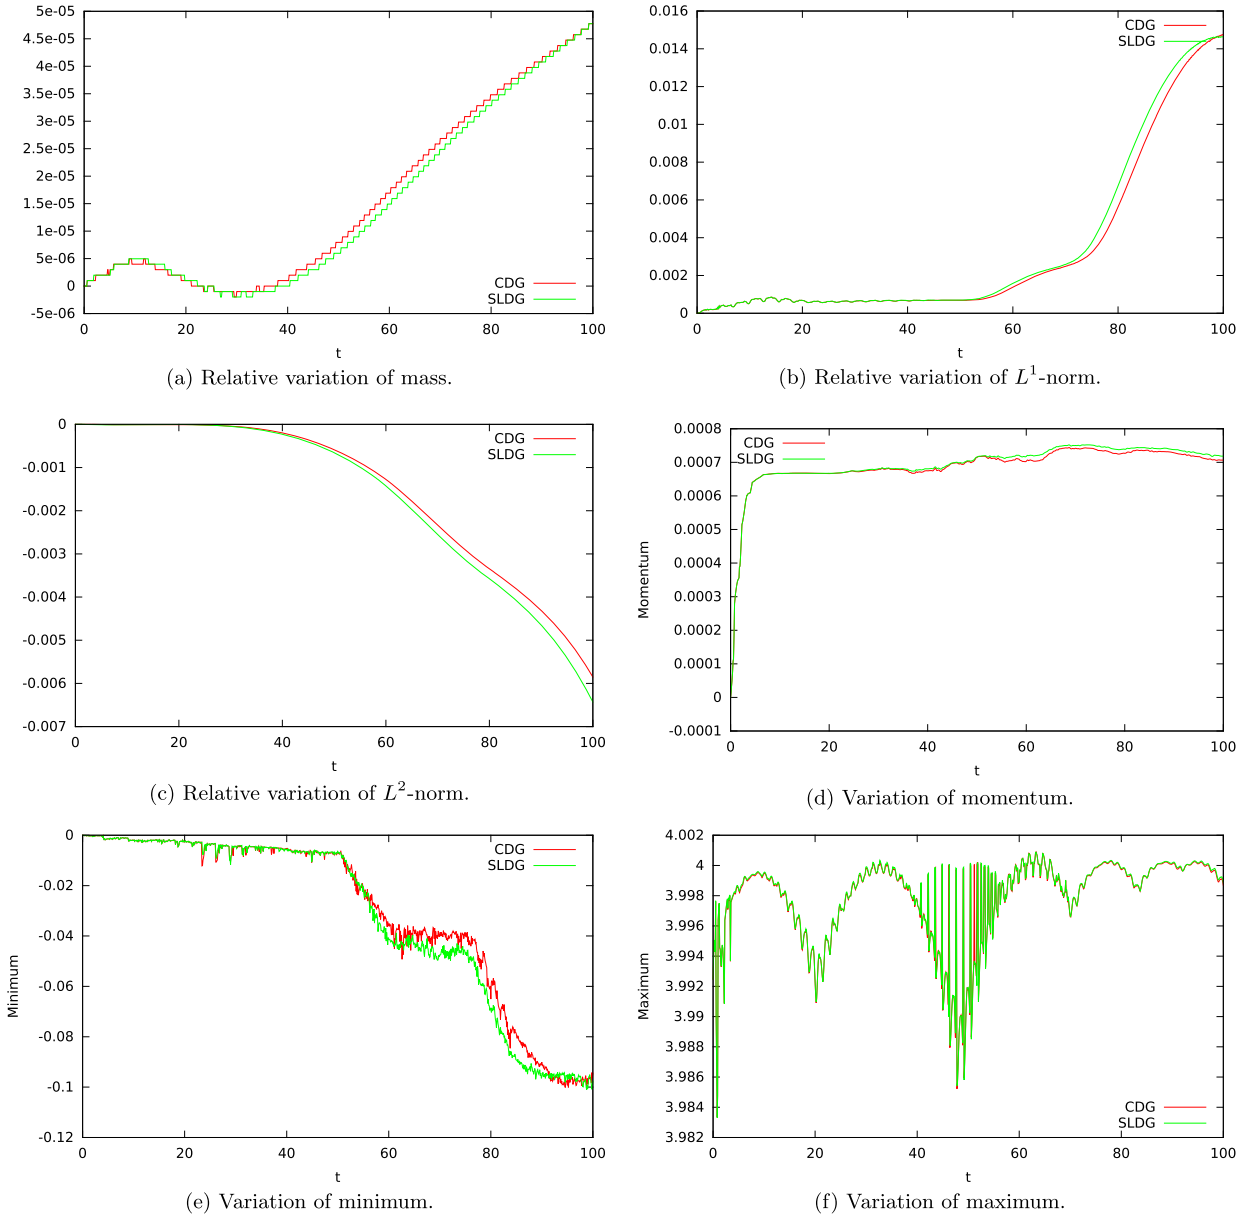 5e-05
4.5e-05
4e-05
3.5e-05
3e-05
2.5e-05
2e-05
1.5e-05
1e-05
5e-06
0
-5e-06
0 20 40 60 80 100
t
CDG
SLDG
(a) Relative variation of mass.
0.016
0.014
0.012
0.01
0.008
0.006
0.004
0.002
0
0 20 40 60 80 100
t
CDG
SLDG
(b) Relative variation of L¹-norm.
0
-0.001
-0.002
-0.003
-0.004
-0.005
-0.006
-0.007
0 20 40 60 80 100
t
CDG
SLDG
(c) Relative variation of L²-norm.
0.0008
0.0007
0.0006
0.0005
0.0004
0.0003
0.0002
0.0001
0
-0.0001
Momentum
0 20 40 60 80 100
t
CDG
SLDG
(d) Variation of momentum.
0
-0.02
-0.04
-0.06
-0.08
-0.1
-0.12
Minimum
0 20 40 60 80 100
t
CDG
SLDG
(e) Variation of minimum.
4.002
4
3.998
3.996
3.994
3.992
3.99
3.988
3.986
3.984
3.982
Maximum
0 20 40 60 80 100
t
CDG
SLDG
(f) Variation of maximum.